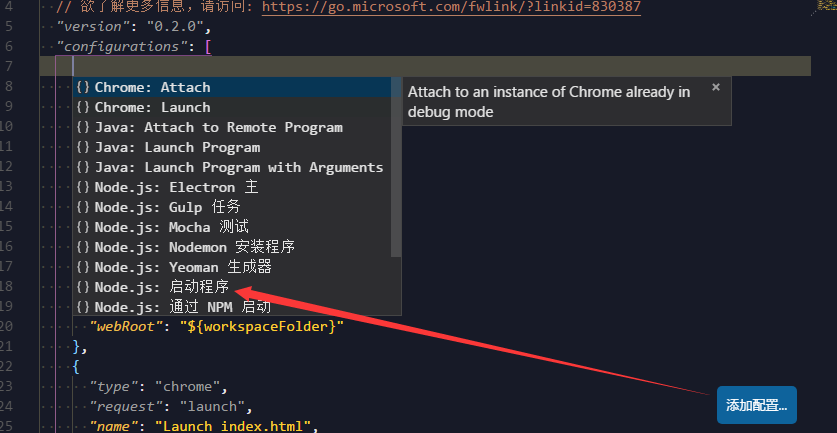 4 // 欲了解更多信息，请访问: https://go.microsoft.com/fwlink/?linkid=830387
5 "version": "0.2.0",
6 "configurations": [
7
8 {} Chrome: Attach
Attach to an instance of Chrome already in ×
debug mode
9 {} Chrome: Launch
10 {} Java: Attach to Remote Program
11 {} Java: Launch Program
12 {} Java: Launch Program with Arguments
13 {} Node.js: Electron 主
14 {} Node.js: Gulp 任务
15 {} Node.js: Mocha 测试
16 {} Node.js: Nodemon 安装程序
17 {} Node.js: Yeoman 生成器
18 {} Node.js: 启动程序
19 {} Node.js: 通过 NPM 启动
20 "webRoot": "${workspaceFolder}"
21 },
22 {
23 "type": "chrome",
24 "request": "launch",
25 "name": "Launch index.html",
添加配置...